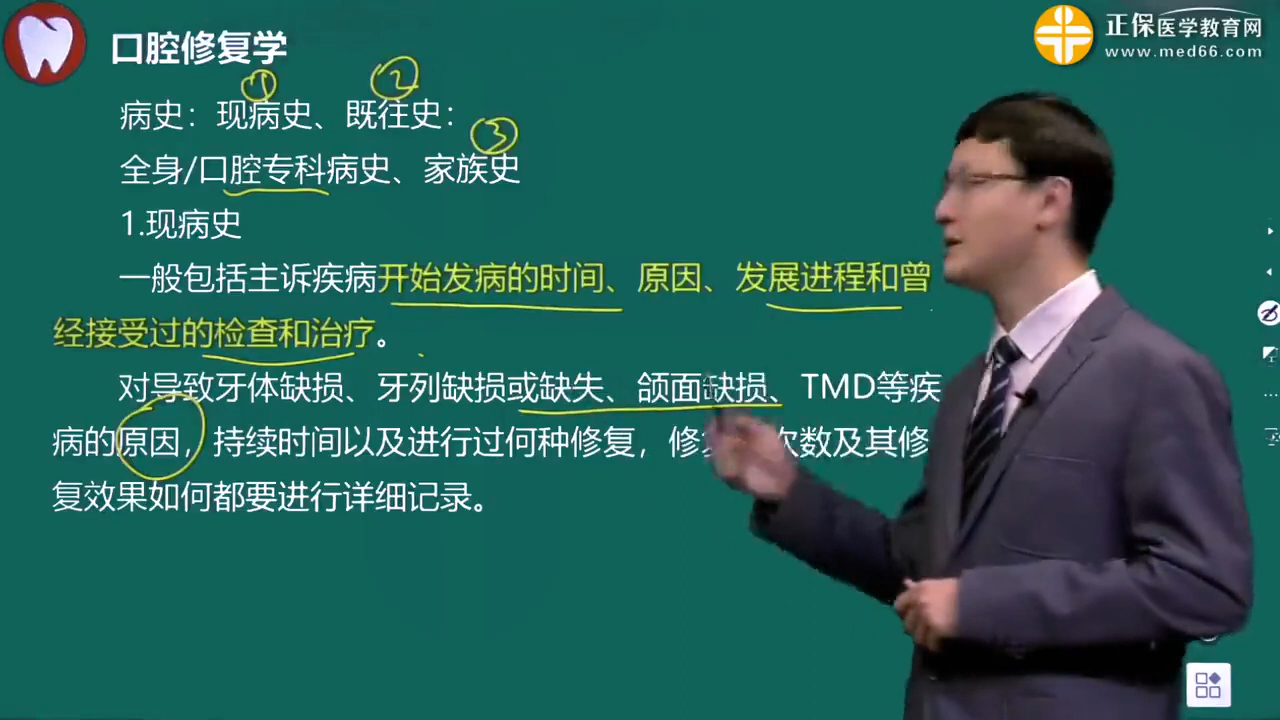 口腔修复学
正保医学教育网
www.med66.com
① ②
病史：现病史、既往史：
③
全身/口腔专科病史、家族史
1.现病史
一般包括主诉疾病开始发病的时间、原因、发展进程和曾
经接受过的检查和治疗。
对导致牙体缺损、牙列缺损或缺失、颌面缺损、TMD等疾
病的原因，持续时间以及进行过何种修复，修复次数及其修
复效果如何都要进行详细记录。